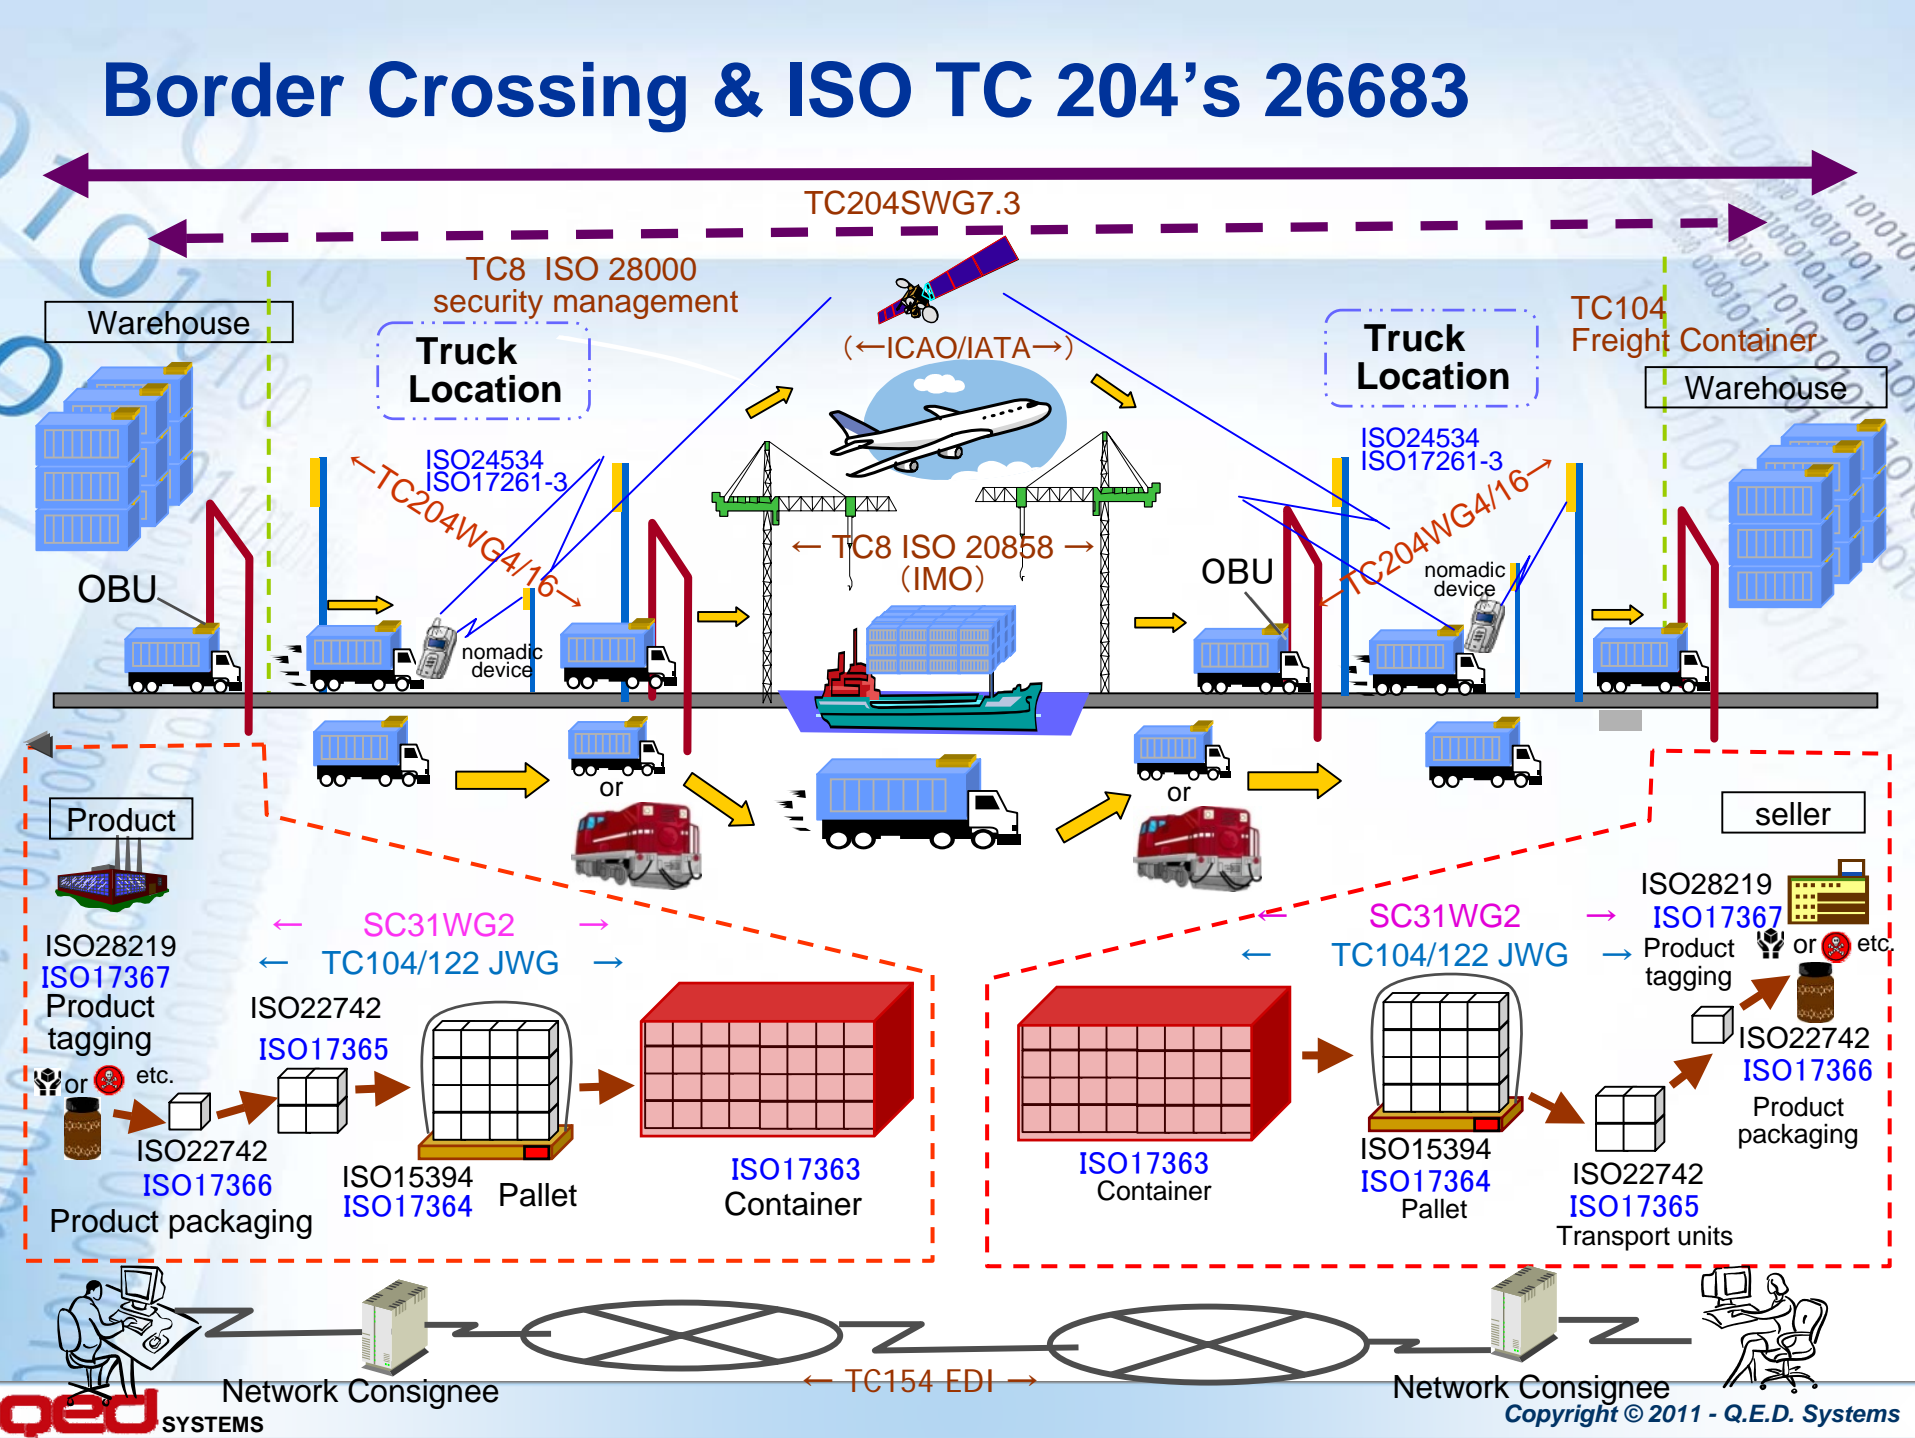 Border Crossing & ISO TC 204’s 26683
TC204SWG7.3
TC8 ISO 28000
security management
Warehouse
Truck
Location
(←ICAO/IATA→)
Truck
Location
TC104
Freight Container
Warehouse
ISO24534
ISO17261-3
←TC204WG4/16→
ISO24534
ISO17261-3
←TC204WG4/16→
← TC8 ISO 20858 →
(IMO)
OBU
nomadic
device
OBU
nomadic
device
or
or
Product
seller
← SC31WG2 →
← TC104/122 JWG →
← SC31WG2 →
← TC104/122 JWG →
ISO28219
ISO17367
Product
tagging
or etc.
ISO22742
ISO17365
ISO22742
ISO17366
Product packaging
ISO15394
ISO17364
Pallet
ISO17363
Container
ISO17363
Container
ISO15394
ISO17364
Pallet
ISO22742
ISO17365
Transport units
ISO28219
ISO17367
Product
tagging
or etc.
ISO22742
ISO17366
Product
packaging
Network Consignee
← TC154 EDI →
Network Consignee
qed SYSTEMS
Copyright © 2011 - Q.E.D. Systems